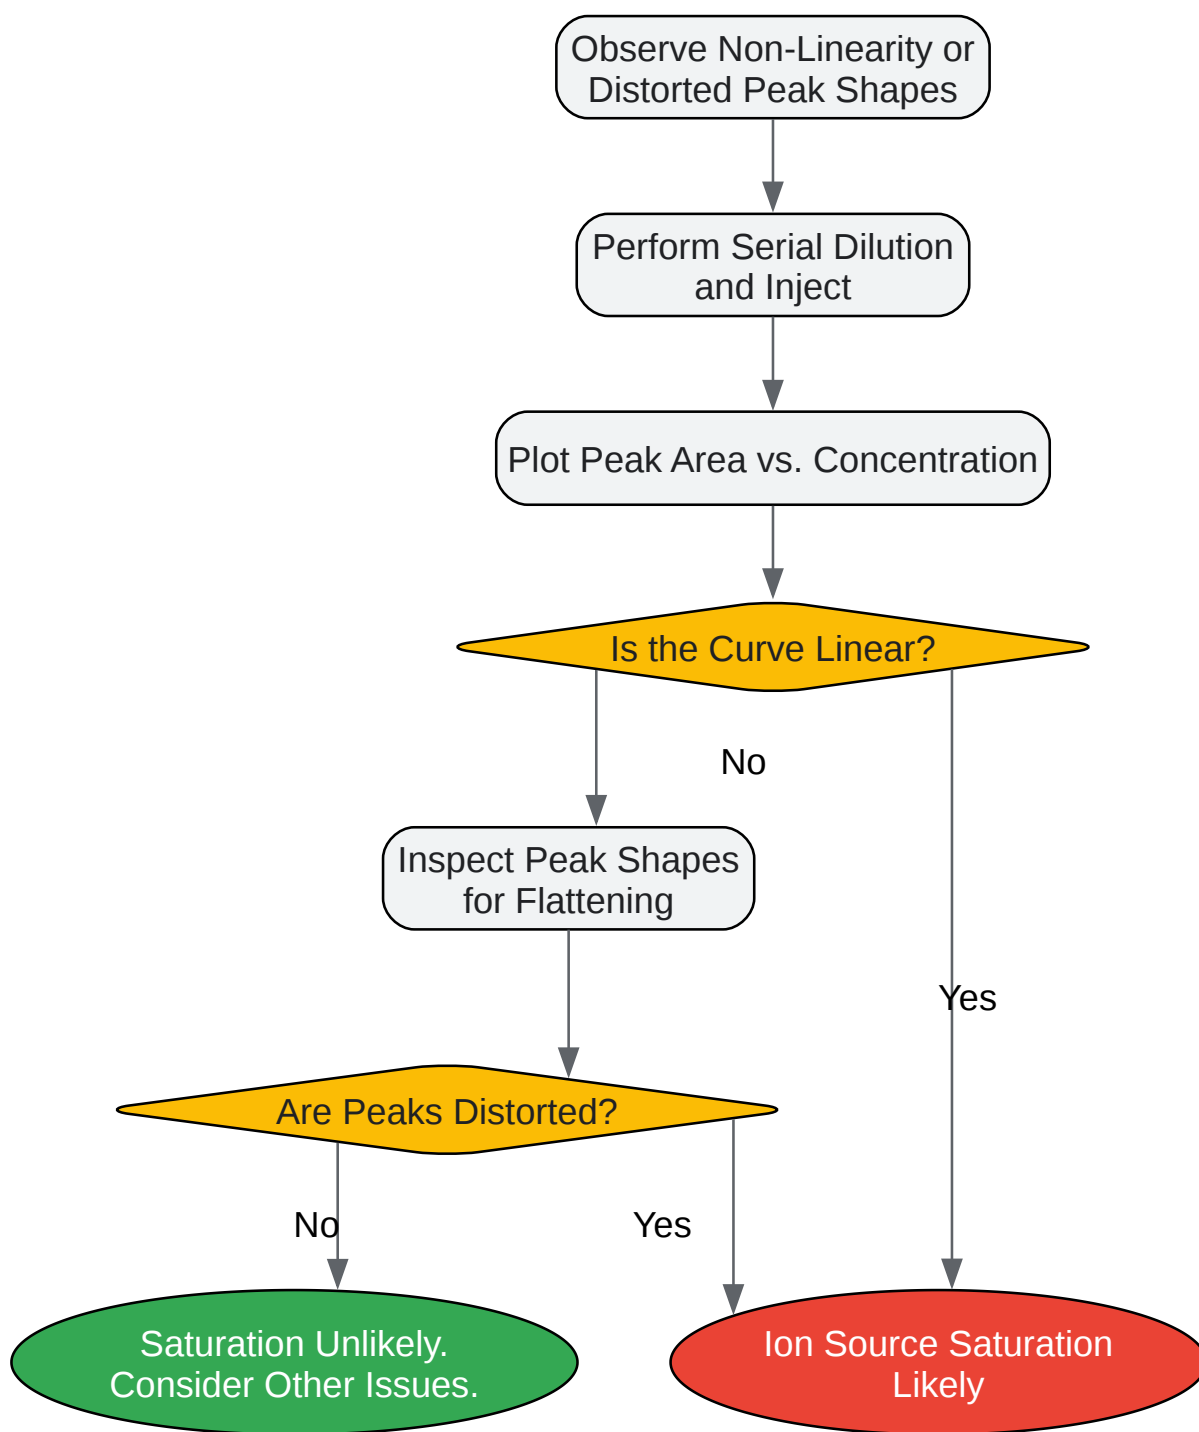 Observe Non-Linearity or
Distorted Peak Shapes
Perform Serial Dilution
and Inject
Plot Peak Area vs. Concentration
Is the Curve Linear?
No
Inspect Peak Shapes
for Flattening
Yes
Are Peaks Distorted?
No
Yes
Saturation Unlikely.
Consider Other Issues.
Ion Source Saturation
Likely